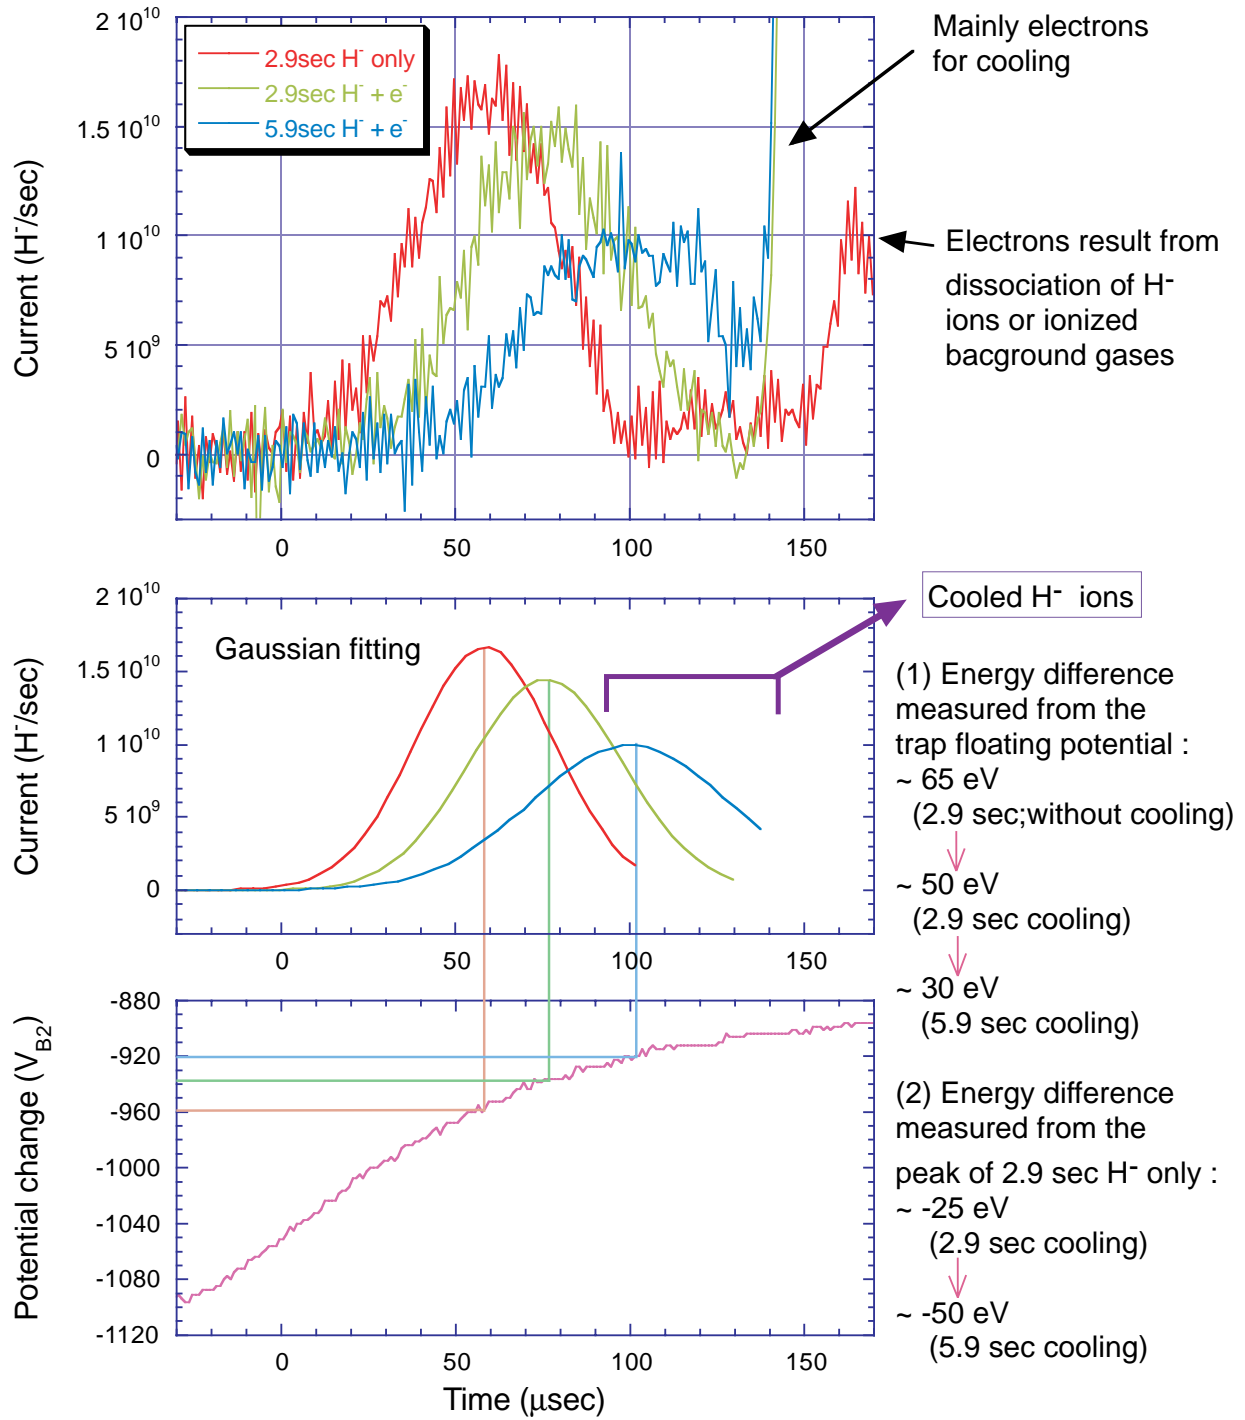 2 10^10
1.5 10^10
1 10^10
5 10^9
0
Current (H^-/sec)
2.9sec H^- only
2.9sec H^- + e^-
5.9sec H^- + e^-
0
50
100
150
Mainly electrons
for cooling
Electrons result from
dissociation of H^-
ions or ionized
bacground gases
2 10^10
1.5 10^10
1 10^10
5 10^9
0
Current (H^-/sec)
Gaussian fitting
0
50
100
150
Cooled H^- ions
(1) Energy difference
measured from the
trap floating potential :
~ 65 eV
(2.9 sec;without cooling)
~ 50 eV
(2.9 sec cooling)
~ 30 eV
(5.9 sec cooling)
-880
-920
-960
-1000
-1040
-1080
-1120
Potential change (V_B2)
0
50
100
150
Time (μsec)
(2) Energy difference
measured from the
peak of 2.9 sec H^- only :
~ -25 eV
(2.9 sec cooling)
~ -50 eV
(5.9 sec cooling)